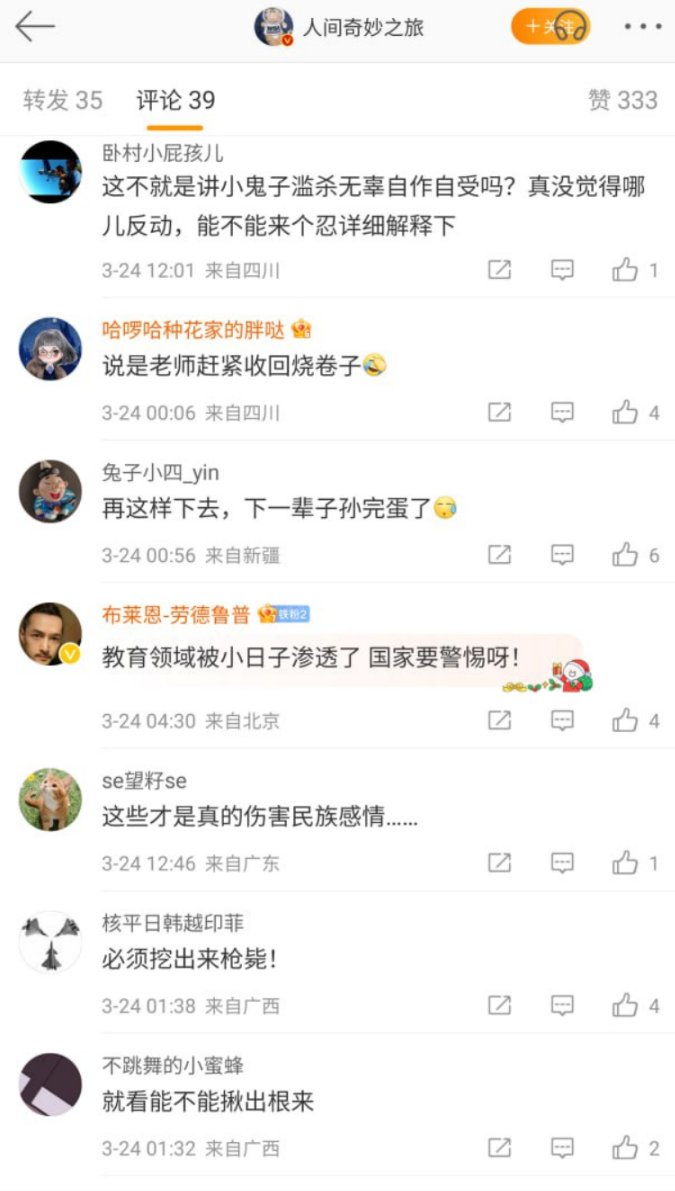 人间奇妙之旅
+关注
转发 35 评论 39 赞 333
卧村小屁孩儿
这不就是讲小鬼子滥杀无辜自作自受吗？真没觉得哪
儿反动，能不能来个忍详细解释下
3-24 12:01 来自四川 1
哈啰哈种花家的胖哒
说是老师赶紧收回烧卷子
3-24 00:06 来自四川 4
兔子小四_yin
再这样下去，下一辈子孙完蛋了
3-24 00:56 来自新疆 6
布莱恩-劳德鲁普 铁粉2
教育领域被小日子渗透了 国家要警惕呀！
3-24 04:30 来自北京 4
se望籽se
这些才是真的伤害民族感情......
3-24 12:46 来自广东 1
核平日韩越印菲
必须挖出来枪毙！
3-24 01:38 来自广西 4
不跳舞的小蜜蜂
就看能不能揪出根来
3-24 01:32 来自广西 2